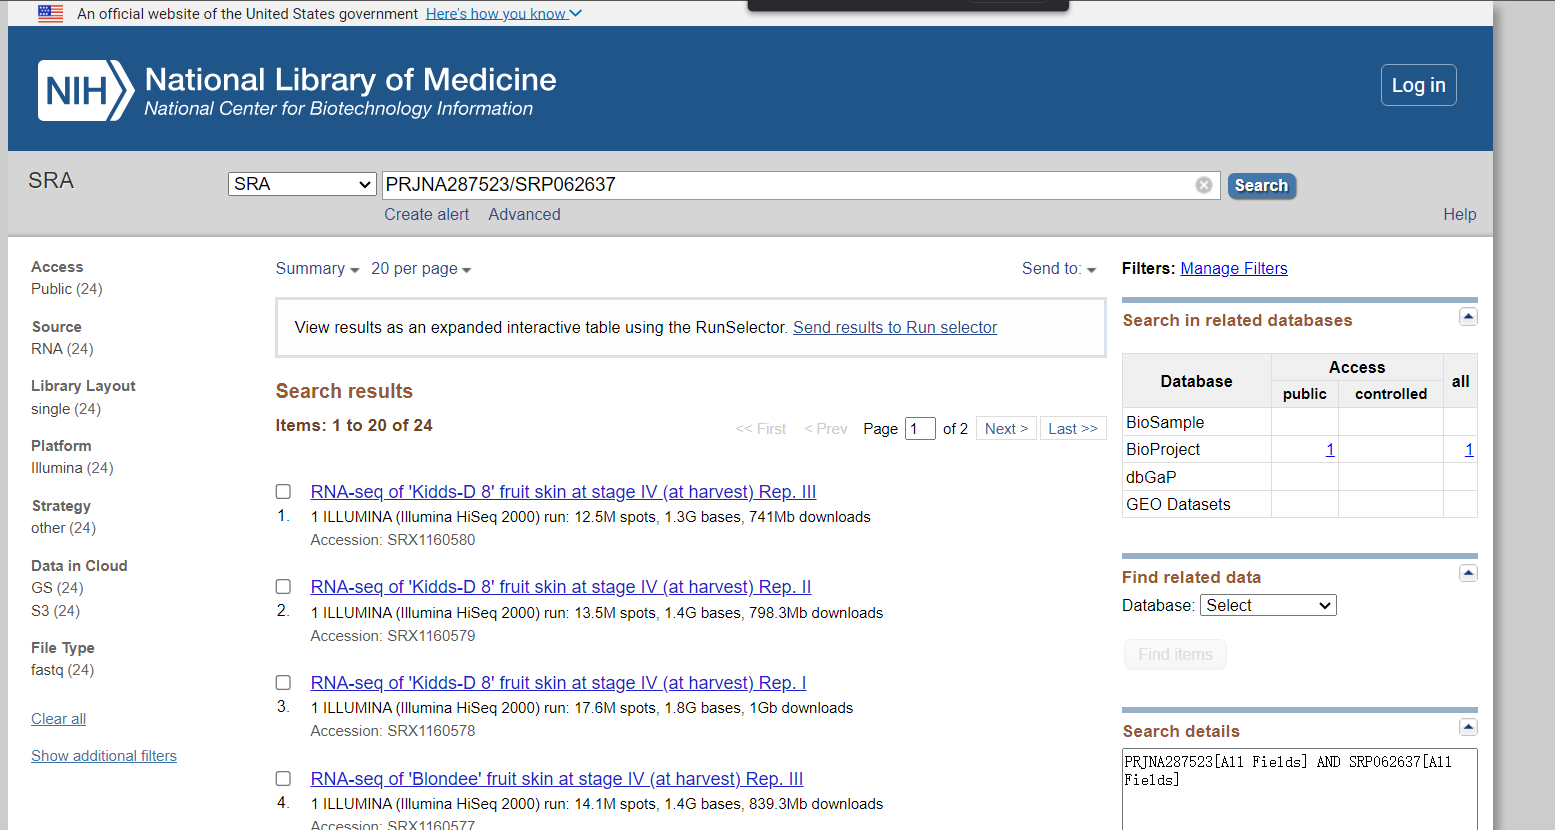 An official website of the United States government Here's how you know
NIH National Library of Medicine
National Center for Biotechnology Information
Log in
SRA
SRA
PRJNA287523/SRP062637
Search
Create alert Advanced
Help
Access
Public (24)
Source
RNA (24)
Library Layout
single (24)
Platform
Illumina (24)
Strategy
other (24)
Data in Cloud
GS (24)
S3 (24)
File Type
fastq (24)
Clear all
Show additional filters
Summary 20 per page Send to:
View results as an expanded interactive table using the RunSelector. Send results to Run selector
Search results
Items: 1 to 20 of 24
<< First < Prev Page 1 of 2 Next > Last >>
RNA-seq of 'Kidds-D 8' fruit skin at stage IV (at harvest) Rep. III
1. 1 ILLUMINA (Illumina HiSeq 2000) run: 12.5M spots, 1.3G bases, 741Mb downloads
Accession: SRX1160580
RNA-seq of 'Kidds-D 8' fruit skin at stage IV (at harvest) Rep. II
2. 1 ILLUMINA (Illumina HiSeq 2000) run: 13.5M spots, 1.4G bases, 798.3Mb downloads
Accession: SRX1160579
RNA-seq of 'Kidds-D 8' fruit skin at stage IV (at harvest) Rep. I
3. 1 ILLUMINA (Illumina HiSeq 2000) run: 17.6M spots, 1.8G bases, 1Gb downloads
Accession: SRX1160578
RNA-seq of 'Blondee' fruit skin at stage IV (at harvest) Rep. III
4. 1 ILLUMINA (Illumina HiSeq 2000) run: 14.1M spots, 1.4G bases, 839.3Mb downloads
Accession: SRX1160577
Filters: Manage Filters
Search in related databases
Database Access all
public controlled
BioSample
BioProject 1 1
dbGaP
GEO Datasets
Find related data
Database: Select
Find items
Search details
PRJNA287523[All Fields] AND SRP062637[All
Fields]